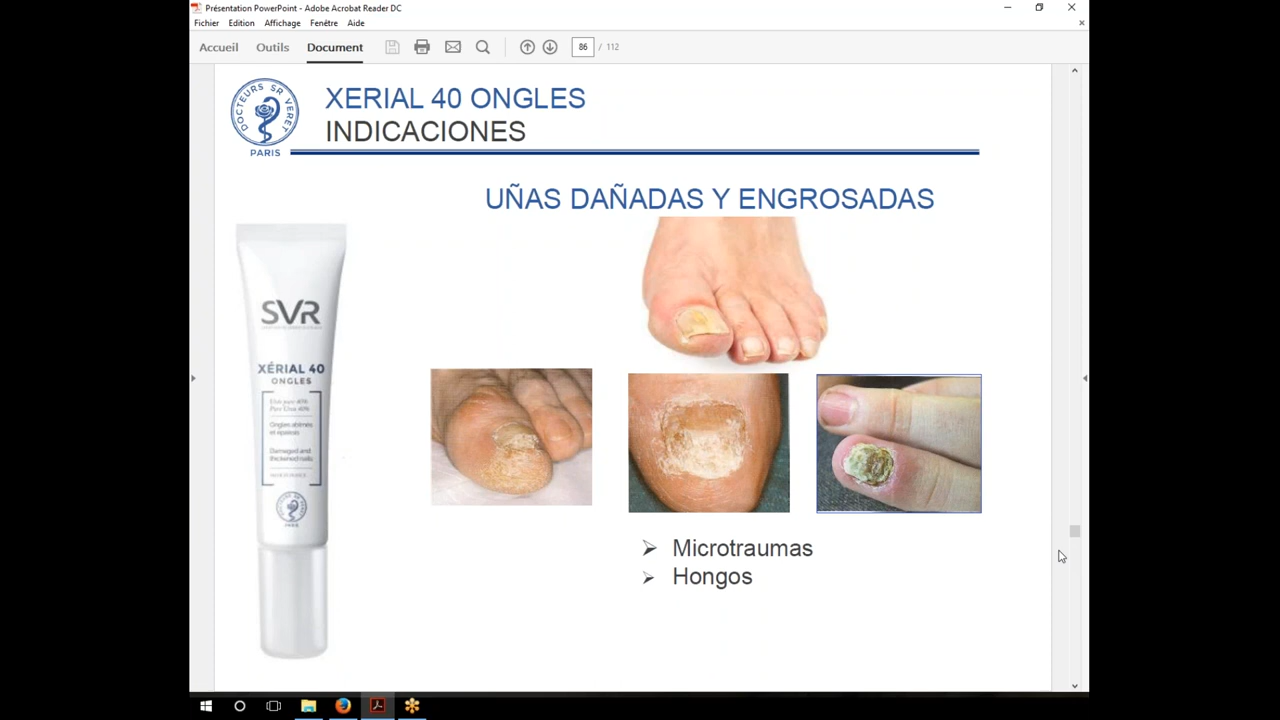 Présentation PowerPoint - Adobe Acrobat Reader DC
Fichier Edition Affichage Fenêtre Aide
Accueil Outils Document 86 / 112
DOCTEURS SR VERET
PARIS
XERIAL 40 ONGLES
INDICACIONES
UÑAS DAÑADAS Y ENGROSADAS
SVR
XÉRIAL 40
ONGLES
Ongles abîmés
et épaissis
Damaged and
thickened nails
➢ Microtraumas
➢ Hongos